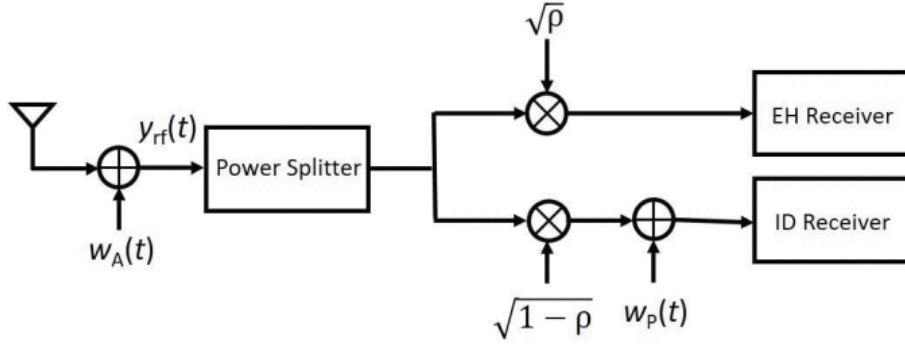 √ρ
EH Receiver
y_rf(t)
Power Splitter
ID Receiver
w_A(t)
√1 − ρ
w_P(t)